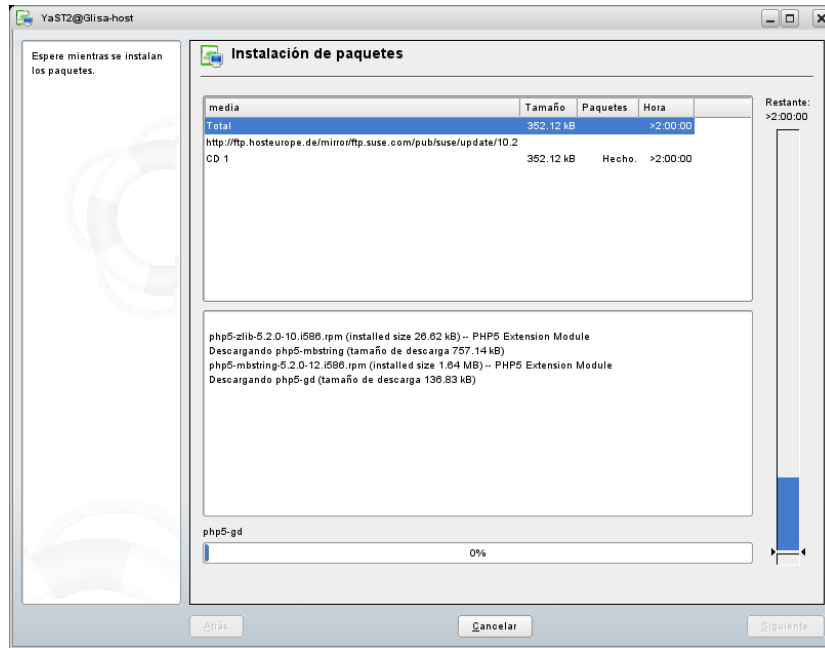 YaST2@Glisa-host
Espere mientras se instalan
los paquetes.
Instalación de paquetes
media Tamaño Paquetes Hora
Total 352.12 kB >2:00:00
http://ftp.hosteurope.de/mirror/ftp.suse.com/pub/suse/update/10.2
CD 1 352.12 kB Hecho. >2:00:00
Restante:
>2:00:00
php5-zlib-5.2.0-10.i586.rpm (installed size 26.62 kB) -- PHP5 Extension Module
Descargando php5-mbstring (tamaño de descarga 757.14 kB)
php5-mbstring-5.2.0-12.i586.rpm (installed size 1.64 MB) -- PHP5 Extension Module
Descargando php5-gd (tamaño de descarga 136.83 kB)
php5-gd
0%
Atrás Cancelar Siguiente